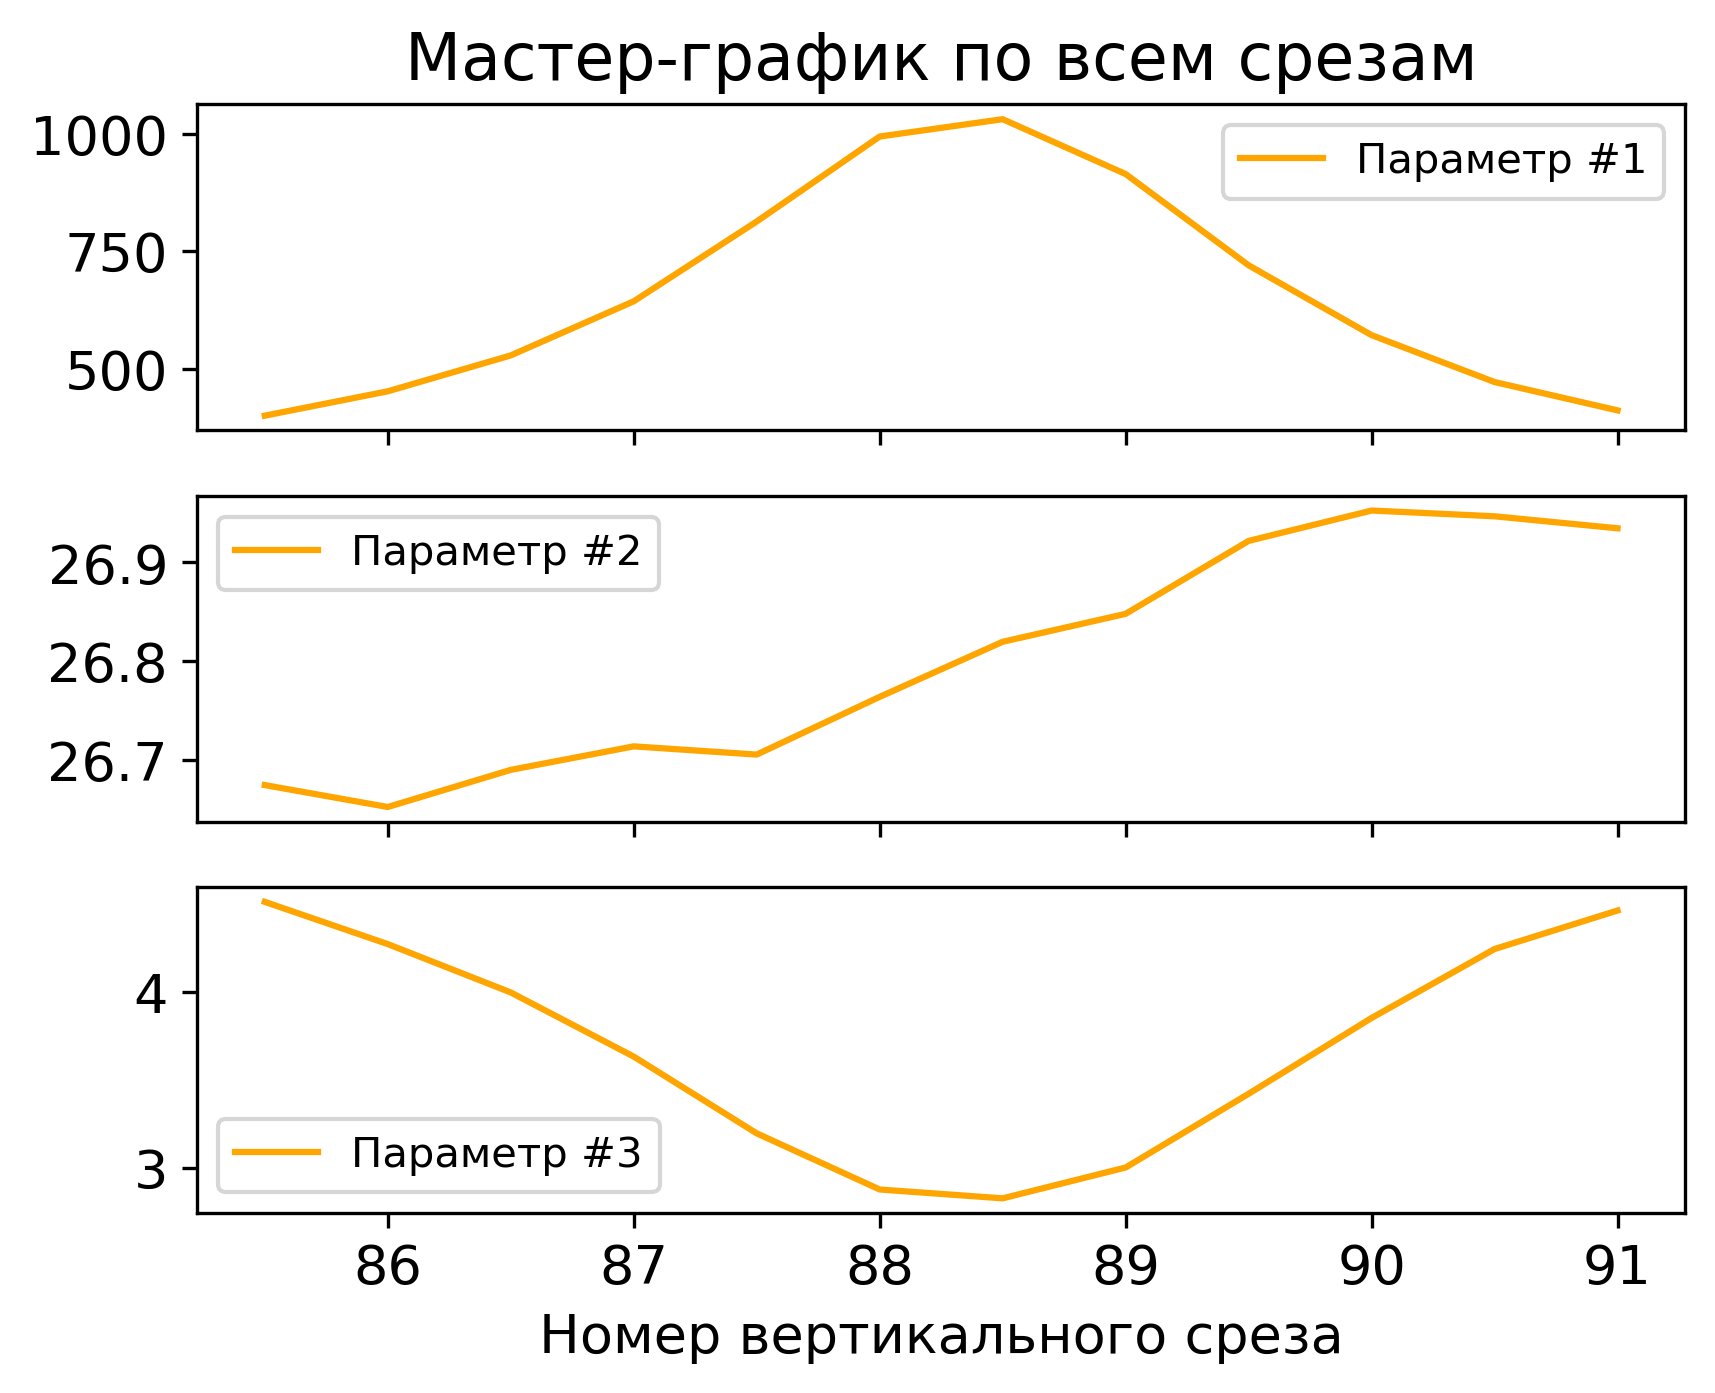 Мастер-график по всем срезам
1000
750
500
Параметр #1
26.9
26.8
26.7
Параметр #2
4
3
Параметр #3
86 87 88 89 90 91
Номер вертикального среза